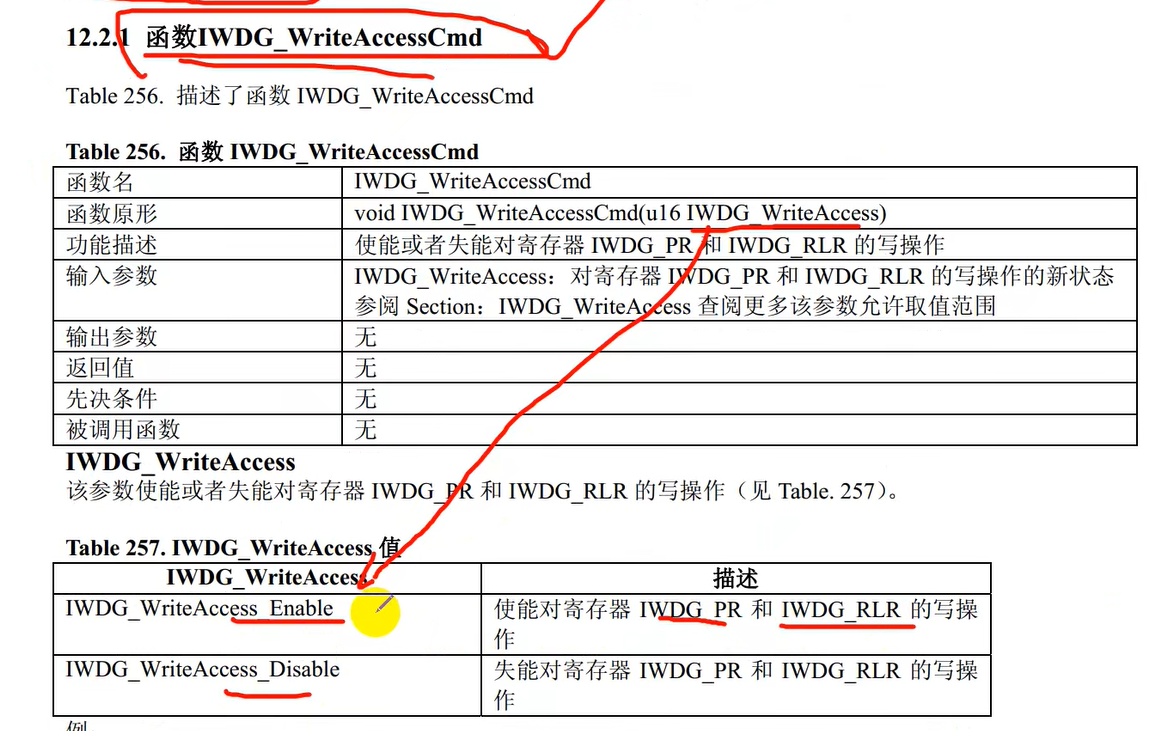 12.2.1 函数IWDG_WriteAccessCmd
Table 256. 描述了函数 IWDG_WriteAccessCmd
Table 256. 函数 IWDG_WriteAccessCmd
函数名 IWDG_WriteAccessCmd
函数原形 void IWDG_WriteAccessCmd(u16 IWDG_WriteAccess)
功能描述 使能或者失能对寄存器 IWDG_PR 和 IWDG_RLR 的写操作
输入参数 IWDG_WriteAccess：对寄存器 IWDG_PR 和 IWDG_RLR 的写操作的新状态
参阅 Section：IWDG_WriteAccess 查阅更多该参数允许取值范围
输出参数 无
返回值 无
先决条件 无
被调用函数 无
IWDG_WriteAccess
该参数使能或者失能对寄存器 IWDG_PR 和 IWDG_RLR 的写操作（见 Table. 257）。
Table 257. IWDG_WriteAccess 值
IWDG_WriteAccess 描述
IWDG_WriteAccess_Enable 使能对寄存器 IWDG_PR 和 IWDG_RLR 的写操
作
IWDG_WriteAccess_Disable 失能对寄存器 IWDG_PR 和 IWDG_RLR 的写操
作